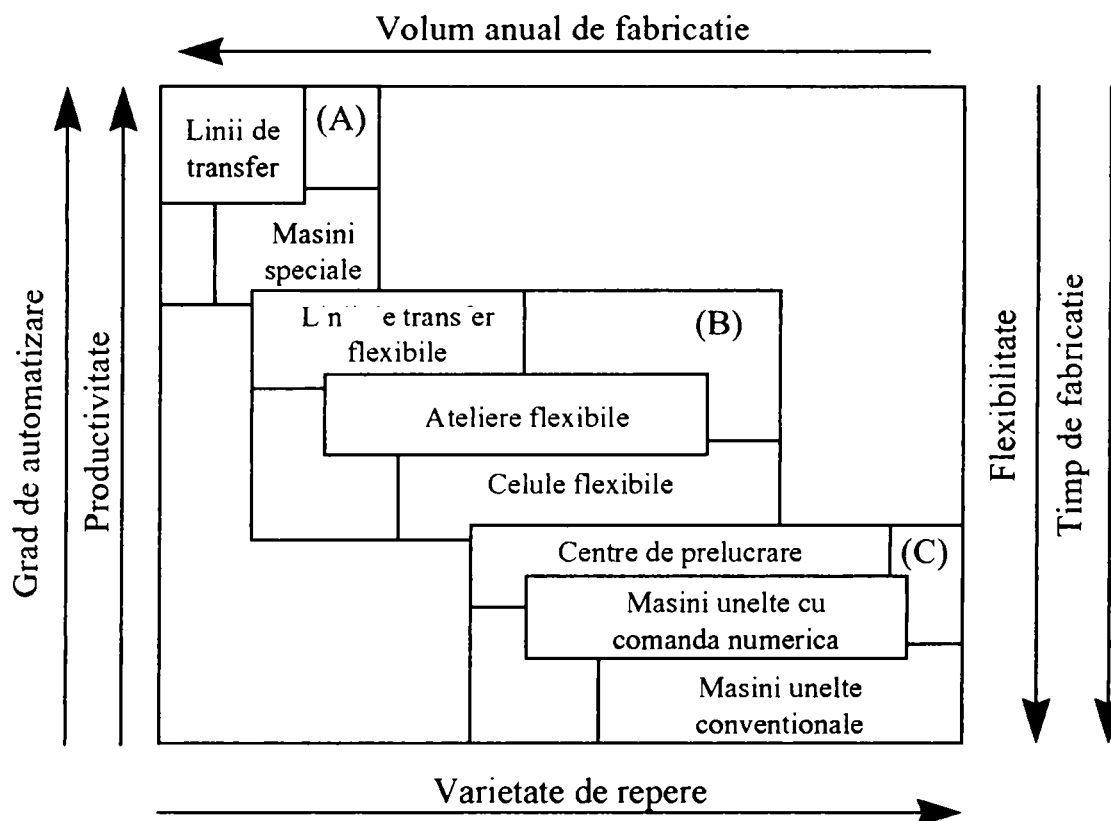 Volum anual de fabricatie
Linii de
transfer
(A)
Masini
speciale
transfer
flexibile
(B)
Ateliere flexibile
Celule flexibile
Centre de prelucrare
(C)
Masini unelte cu
comanda numerica
Masini unelte
conventionale
Grad de automatizare
Productivitate
Flexibilitate
Timp de fabricatie
Varietate de repere